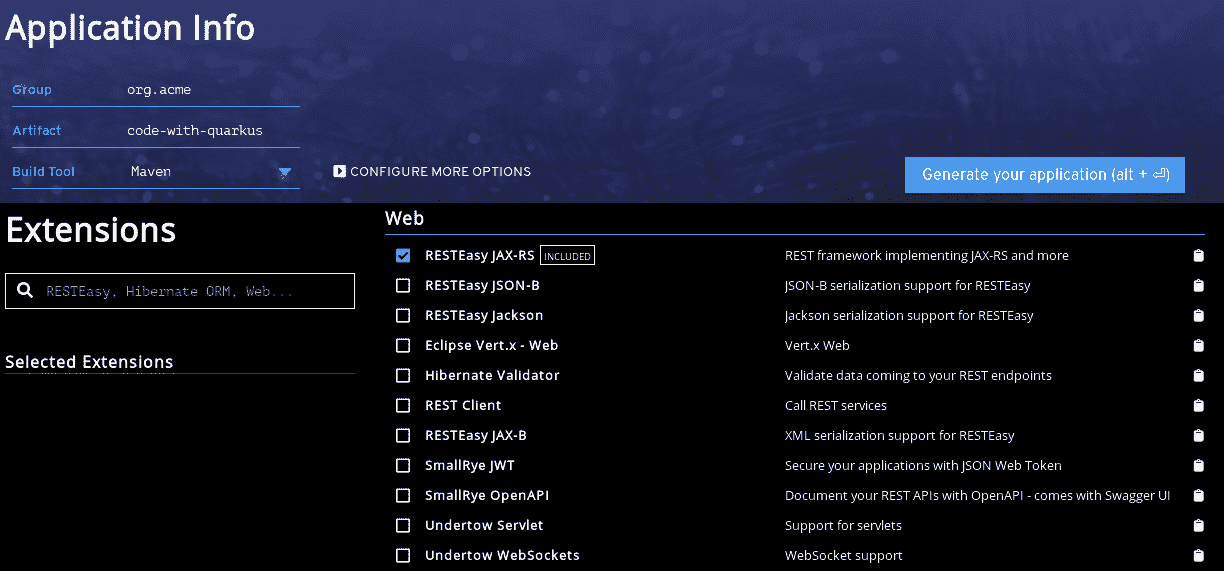 Application Info
Group org.acme
Artifact code-with-quarkus
Build Tool Maven
CONFIGURE MORE OPTIONS
Generate your application (alt + ⏎)
Extensions
RESTEasy, Hibernate ORM, Web...
Selected Extensions
Web
RESTEasy JAX-RS INCLUDED REST framework implementing JAX-RS and more
RESTEasy JSON-B JSON-B serialization support for RESTEasy
RESTEasy Jackson Jackson serialization support for RESTEasy
Eclipse Vert.x - Web Vert.x Web
Hibernate Validator Validate data coming to your REST endpoints
REST Client Call REST services
RESTEasy JAX-B XML serialization support for RESTEasy
SmallRye JWT Secure your applications with JSON Web Token
SmallRye OpenAPI Document your REST APIs with OpenAPI - comes with Swagger UI
Undertow Servlet Support for servlets
Undertow WebSockets WebSocket support